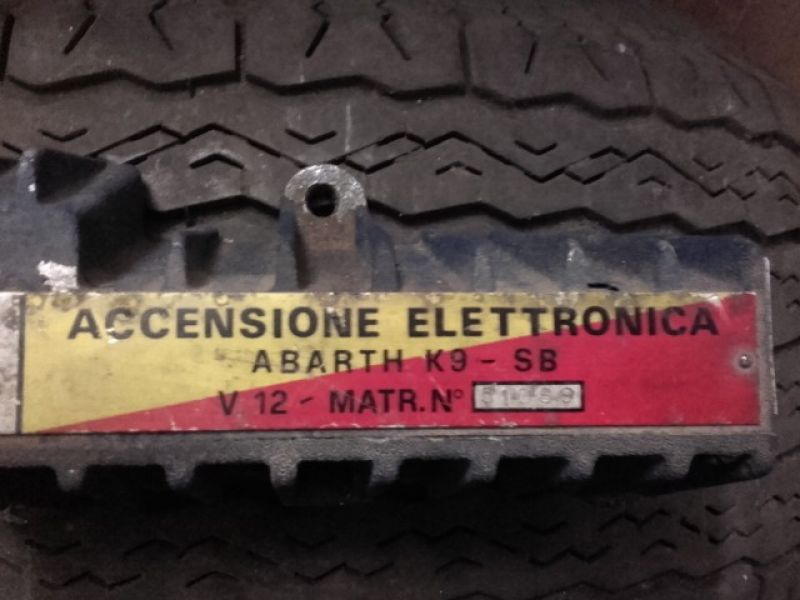 ACCENSIONE ELETTRONICA
ABARTH K9 - SB
V 12 - MATR.N°